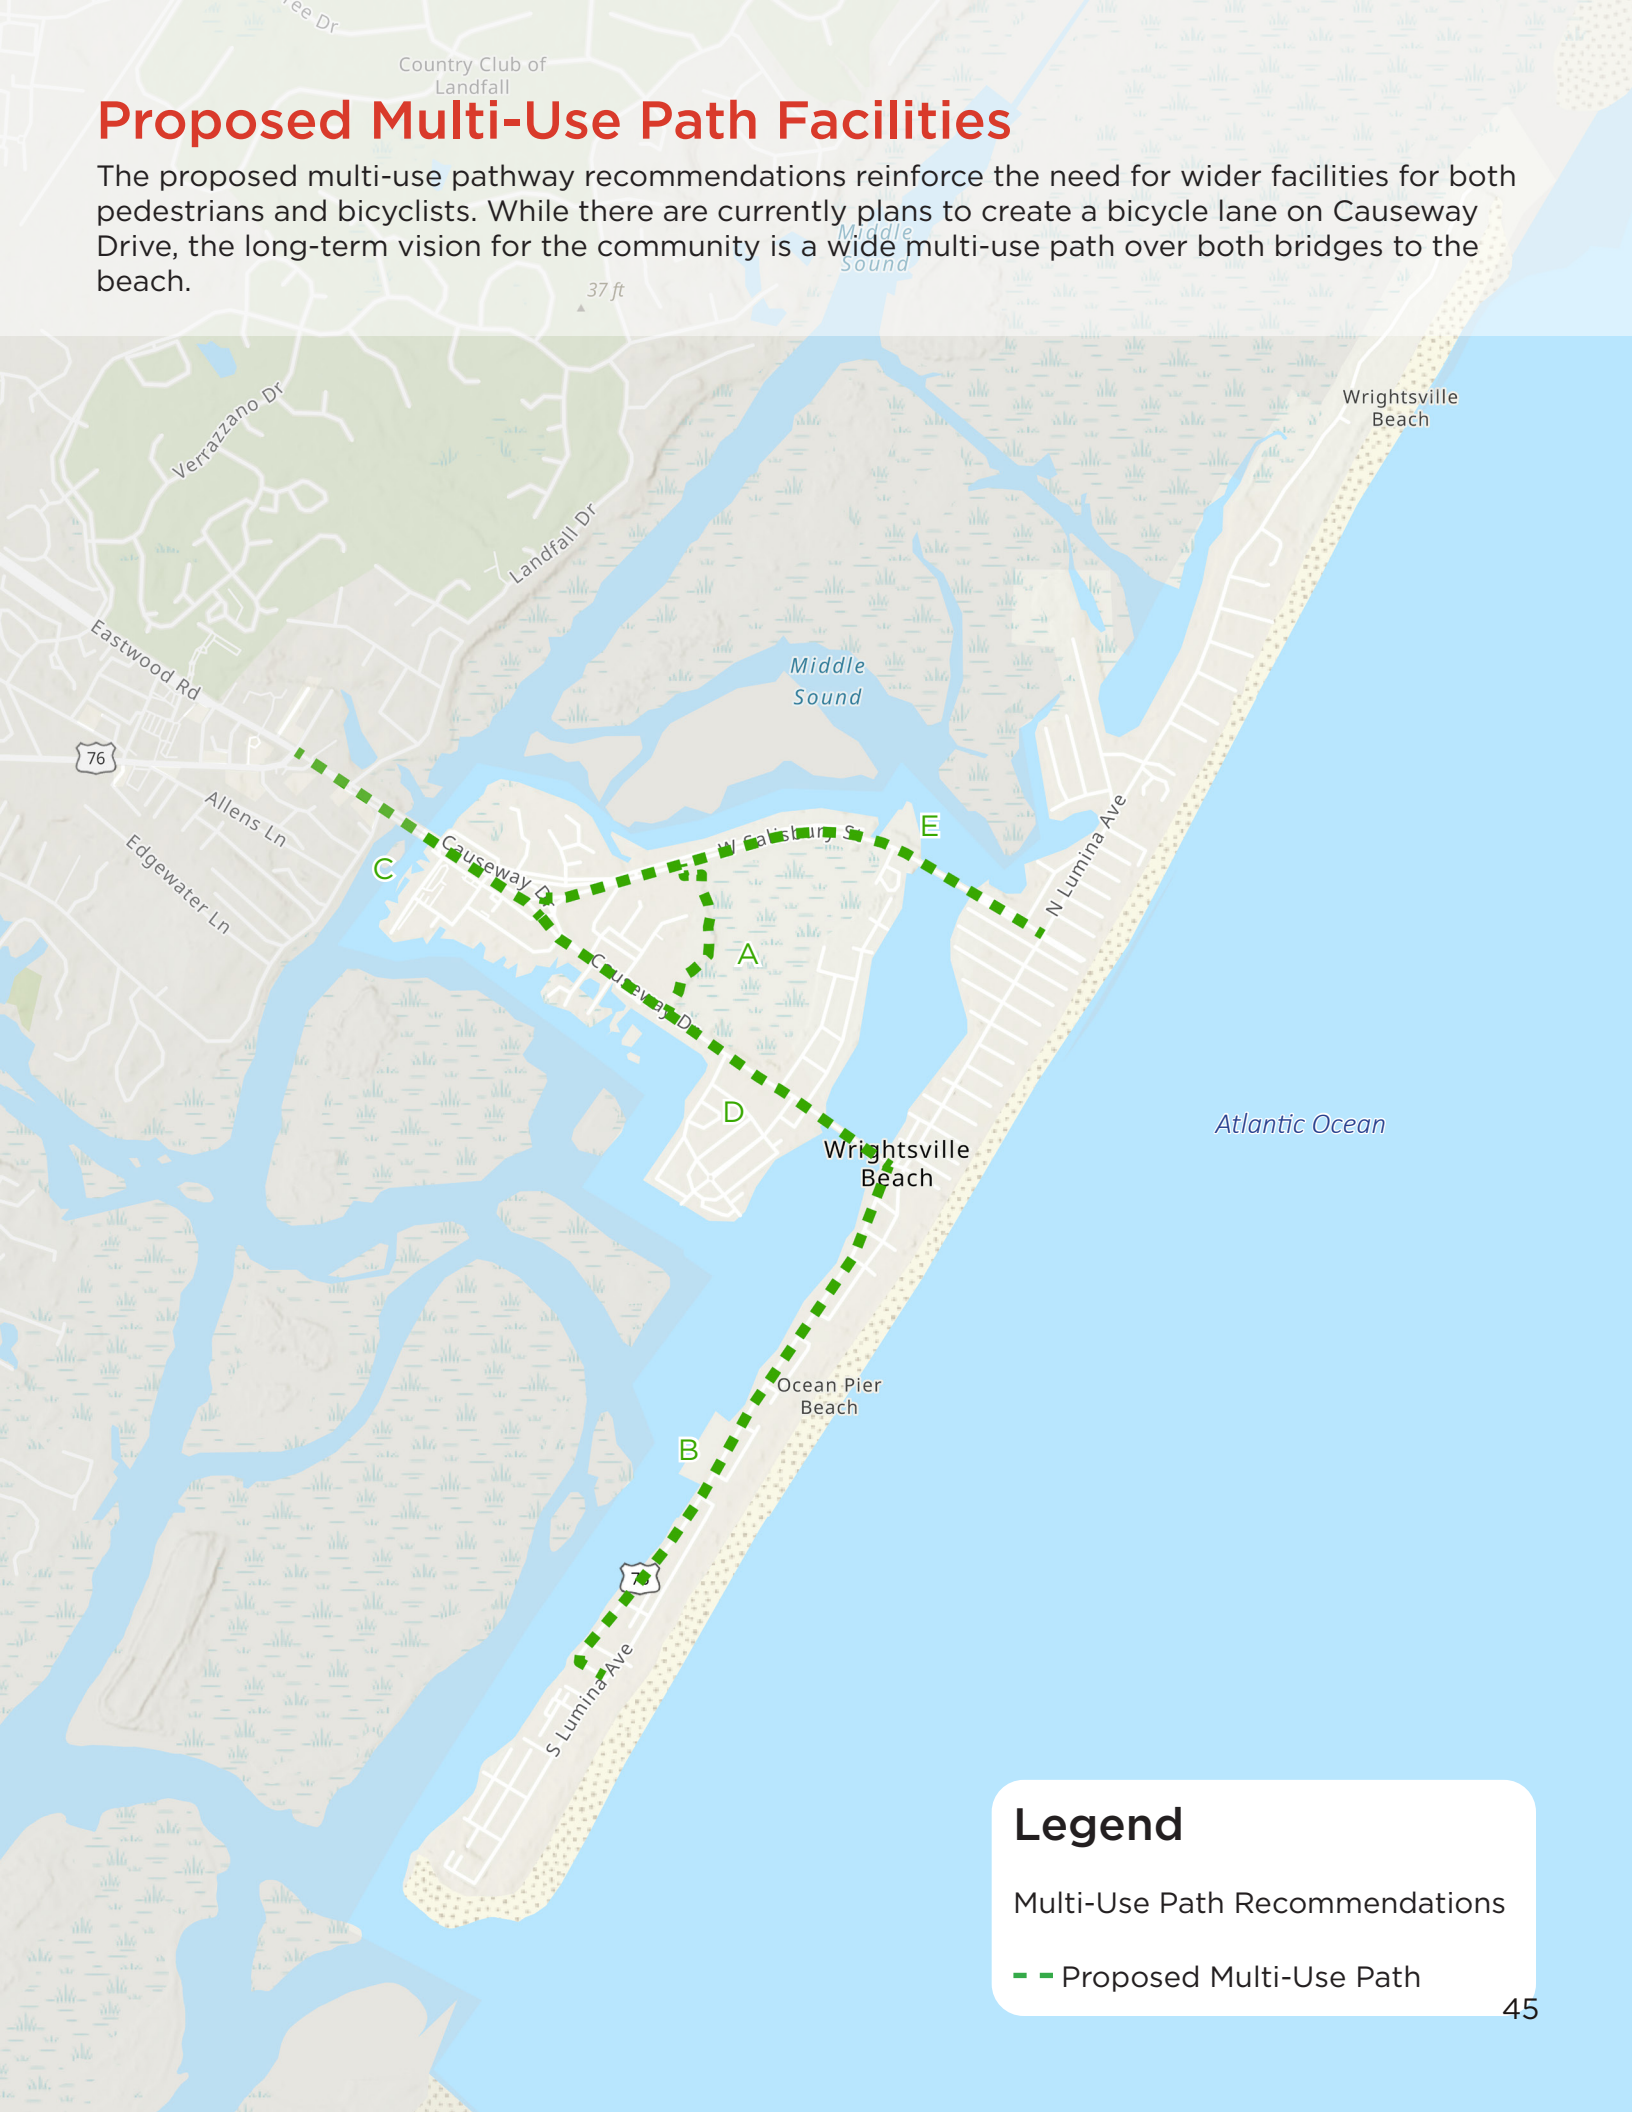 ree Dr
Country Club of
Landfall
Proposed Multi-Use Path Facilities
The proposed multi-use pathway recommendations reinforce the need for wider facilities for both
pedestrians and bicyclists. While there are currently plans to create a bicycle lane on Causeway
Drive, the long-term vision for the community is a wide multi-use path over both bridges to the
beach.
Middle
Sound
37 ft
Wrightsville
Beach
Verrazzano Dr
Landfall Dr
Eastwood Rd
Middle
Sound
76
Allens Ln
Edgewater Ln
C
Causeway Dr
W Salisbury St
E
N Lumina Ave
A
Causeway Dr
D
Wrightsville
Beach
Atlantic Ocean
Ocean Pier
Beach
B
76
S Lumina Ave
Legend
Multi-Use Path Recommendations
Proposed Multi-Use Path
45